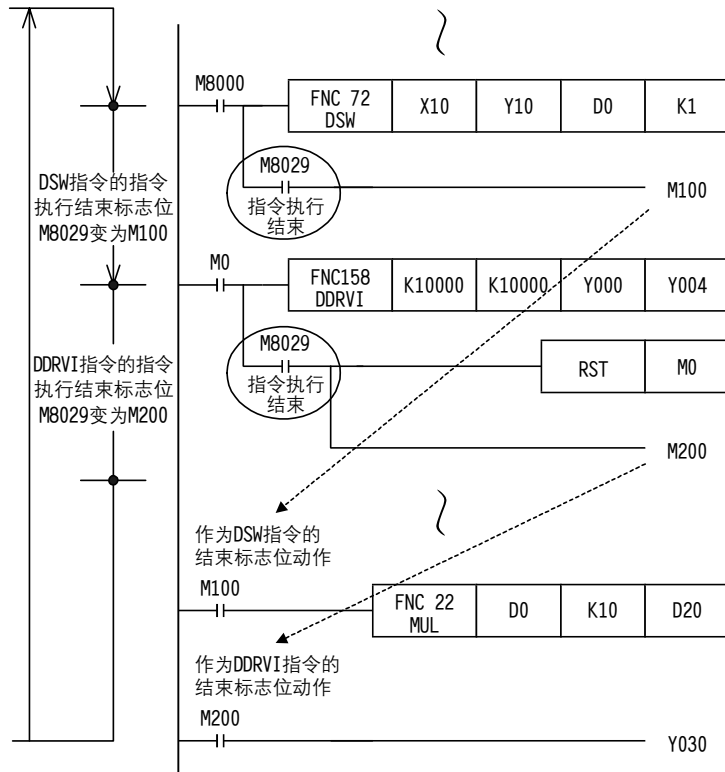 M8000
FNC 72 X10 Y10 D0 K1
DSW
M8029
指令执行
结束
M100
DSW指令的指令
执行结束标志位
M8029变为M100
M0
FNC158 K10000 K10000 Y000 Y004
DDRVI
M8029
指令执行
结束
RST M0
M200
DDRVI指令的指令
执行结束标志位
M8029变为M200
作为DSW指令的
结束标志位动作
M100
FNC 22 D0 K10 D20
MUL
作为DDRVI指令的
结束标志位动作
M200
Y030